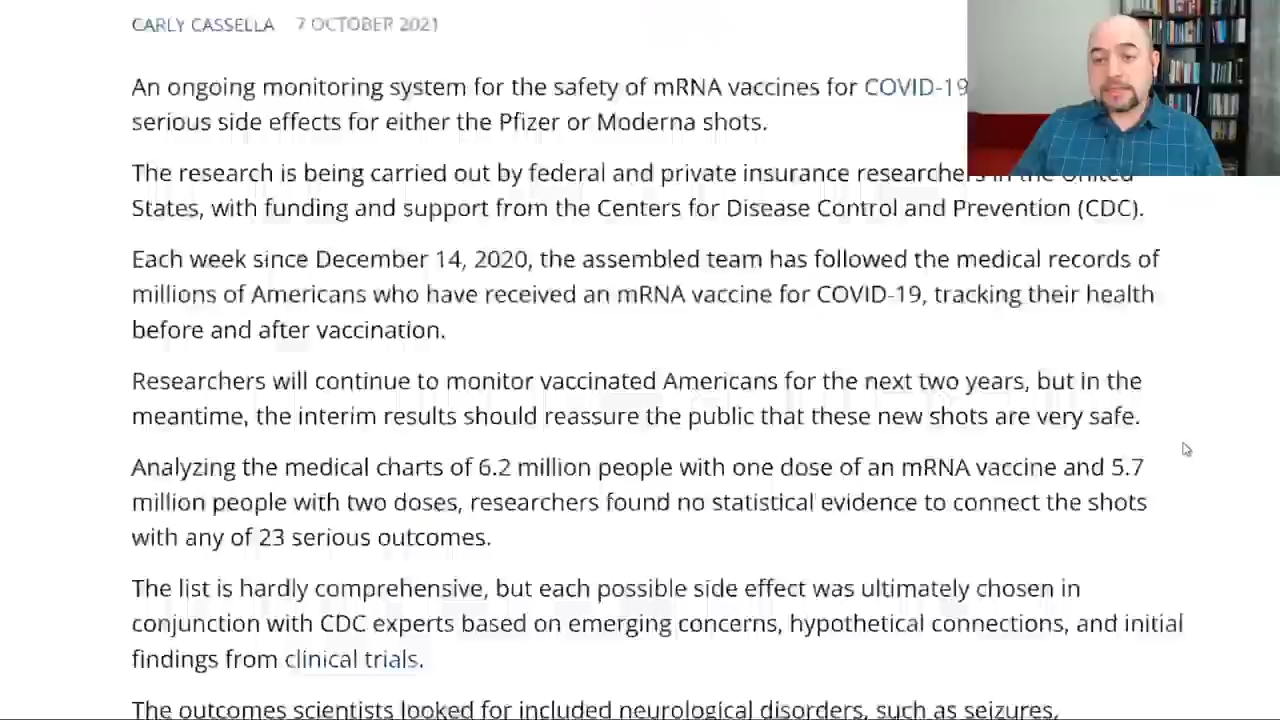 CARLY CASSELLA 7 OCTOBER 2021
An ongoing monitoring system for the safety of mRNA vaccines for COVID-19
serious side effects for either the Pfizer or Moderna shots.
The research is being carried out by federal and private insurance researchers in the United
States, with funding and support from the Centers for Disease Control and Prevention (CDC).
Each week since December 14, 2020, the assembled team has followed the medical records of
millions of Americans who have received an mRNA vaccine for COVID-19, tracking their health
before and after vaccination.
Researchers will continue to monitor vaccinated Americans for the next two years, but in the
meantime, the interim results should reassure the public that these new shots are very safe.
Analyzing the medical charts of 6.2 million people with one dose of an mRNA vaccine and 5.7
million people with two doses, researchers found no statistical evidence to connect the shots
with any of 23 serious outcomes.
The list is hardly comprehensive, but each possible side effect was ultimately chosen in
conjunction with CDC experts based on emerging concerns, hypothetical connections, and initial
findings from clinical trials.
The outcomes scientists looked for included neurological disorders, such as seizures,